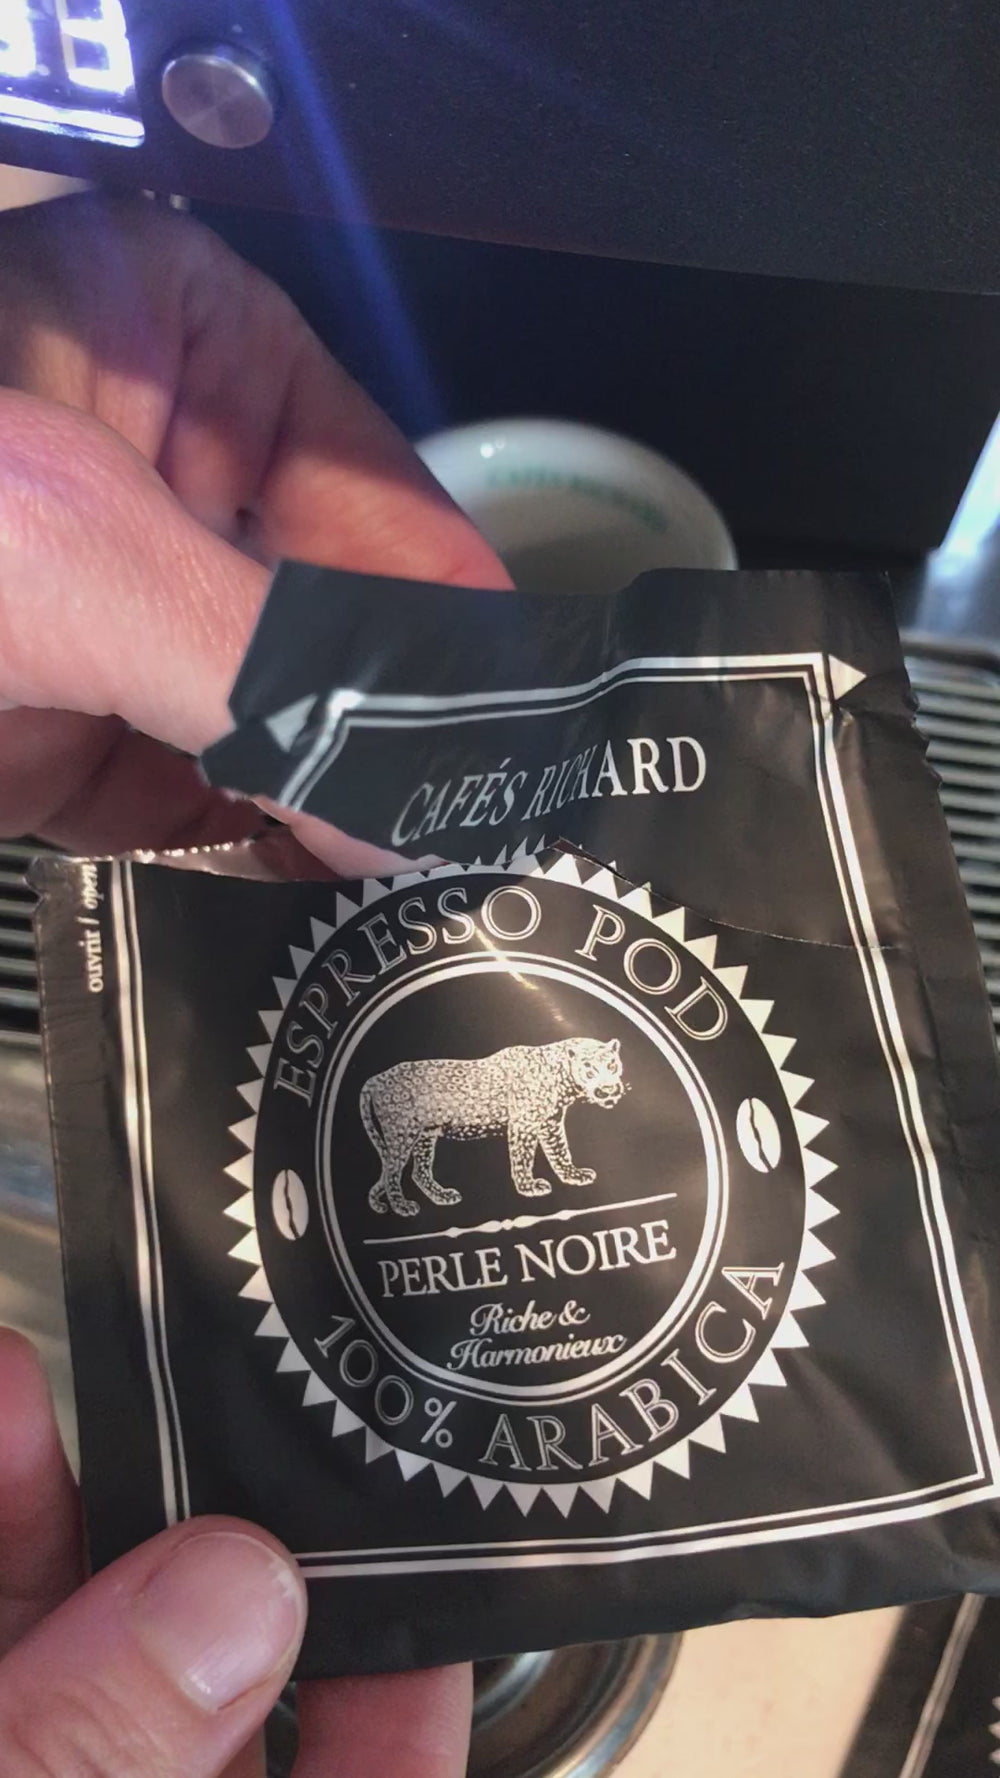 CAFÉS RICHARD
ouvrir / open
ESPRESSO POD
PERLE NOIRE
Riche &
Harmonieux
100% ARABICA